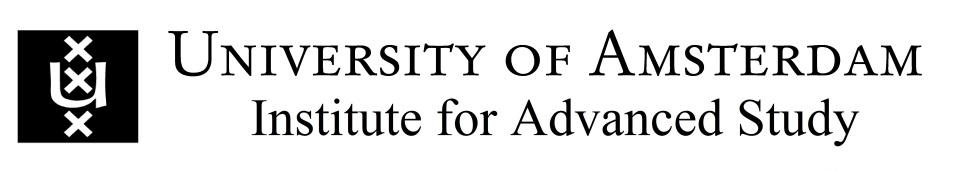 UNIVERSITY OF AMSTERDAM
Institute for Advanced Study